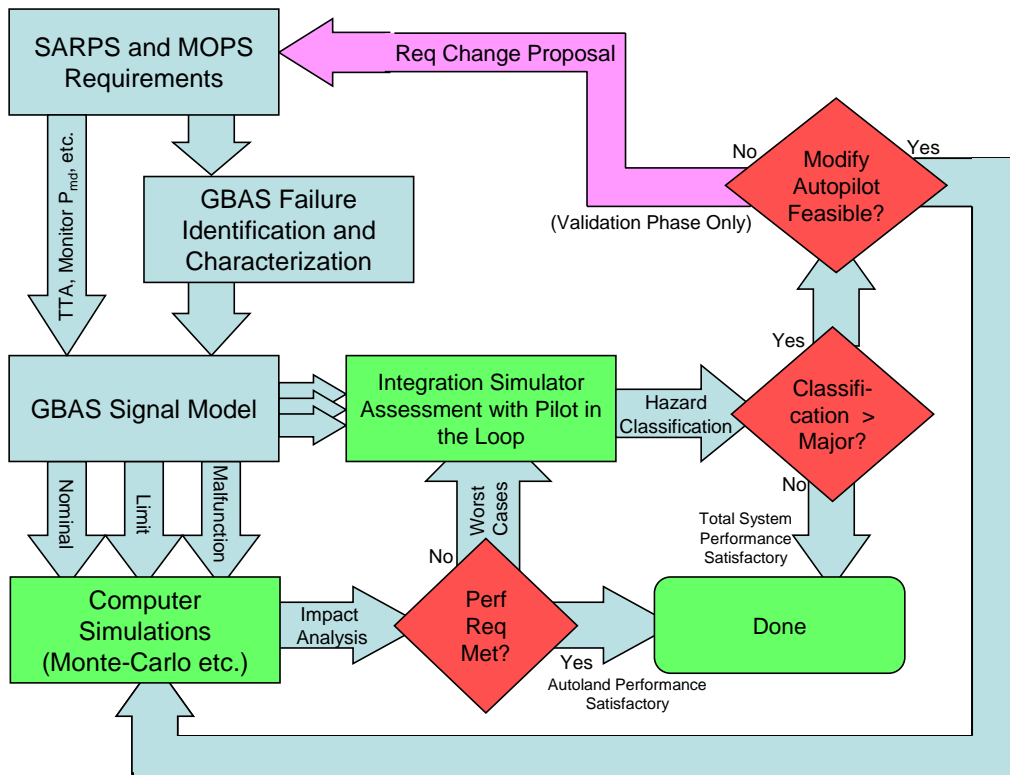 SARPS and MOPS
Requirements
Req Change Proposal
TTA, Monitor Pmd, etc.
GBAS Failure
Identification and
Characterization
No
Yes
Modify
Autopilot
Feasible?
(Validation Phase Only)
GBAS Signal Model
Integration Simulator
Assessment with Pilot in
the Loop
Hazard
Classification
Yes
Classifi-
cation >
Major?
No
Nominal
Limit
Malfunction
Worst
Cases
No
Total System
Performance
Satisfactory
Computer
Simulations
(Monte-Carlo etc.)
Impact
Analysis
Perf
Req
Met?
Yes
Autoland Performance
Satisfactory
Done